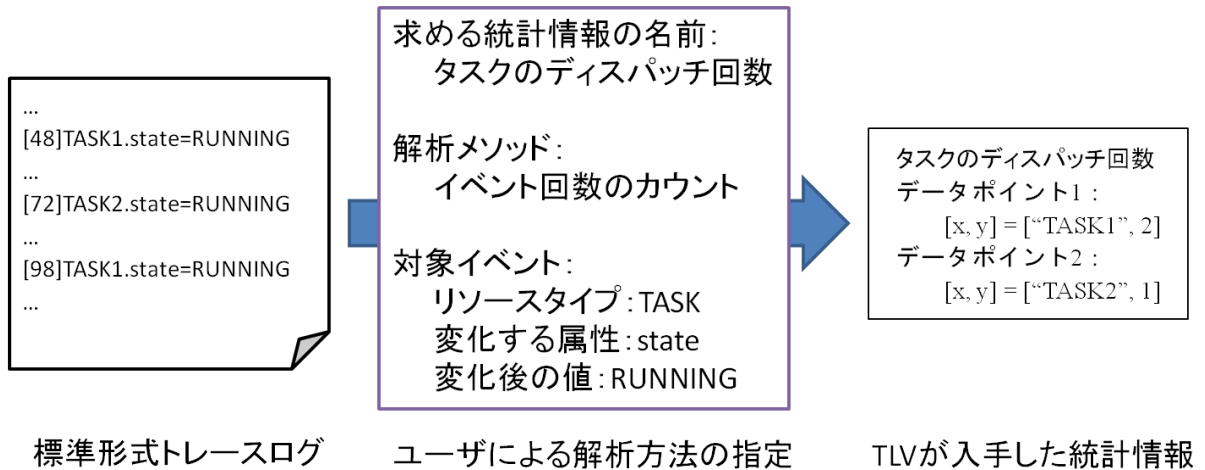 ...
[48]TASK1.state=RUNNING
...
[72]TASK2.state=RUNNING
...
[98]TASK1.state=RUNNING
...
標準形式トレースログ
求める統計情報の名前：
タスクのディスパッチ回数
解析メソッド：
イベント回数のカウント
対象イベント：
リソースタイプ：TASK
変化する属性：state
変化後の値：RUNNING
ユーザによる解析方法の指定
タスクのディスパッチ回数
データポイント1：
[x, y] = [“TASK1”, 2]
データポイント2：
[x, y] = [“TASK2”, 1]
TLVが入手した統計情報